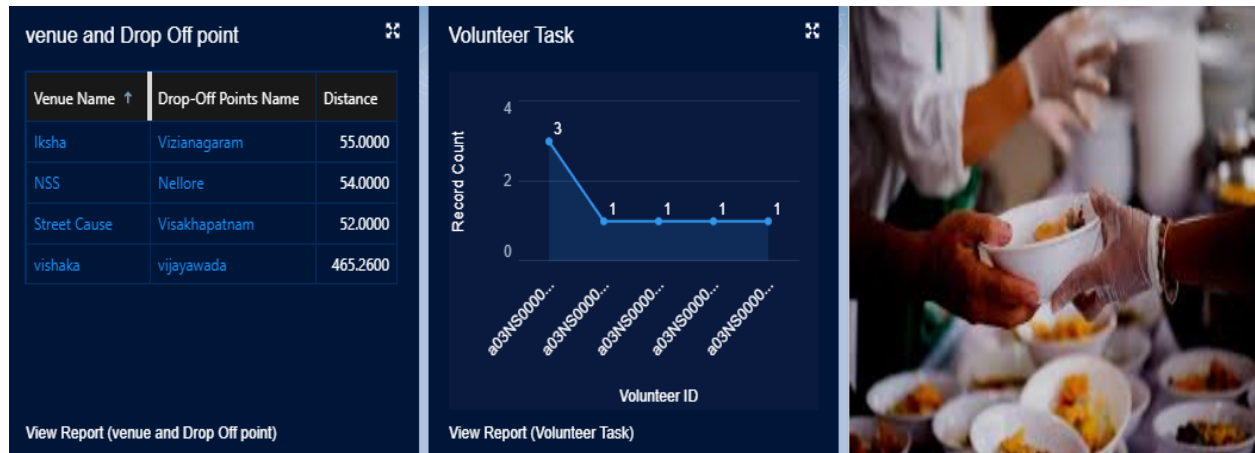 venue and Drop Off point
Venue Name ↑ Drop-Off Points Name Distance
Iksha Vizianagaram 55.0000
NSS Nellore 54.0000
Street Cause Visakhapatnam 52.0000
vishaka vijayawada 465.2600
View Report (venue and Drop Off point)
Volunteer Task
Record Count
4
2
0
3
1
1
1
1
a03NS0000...
a03NS0000...
a03NS0000...
a03NS0000...
a03NS0000...
Volunteer ID
View Report (Volunteer Task)